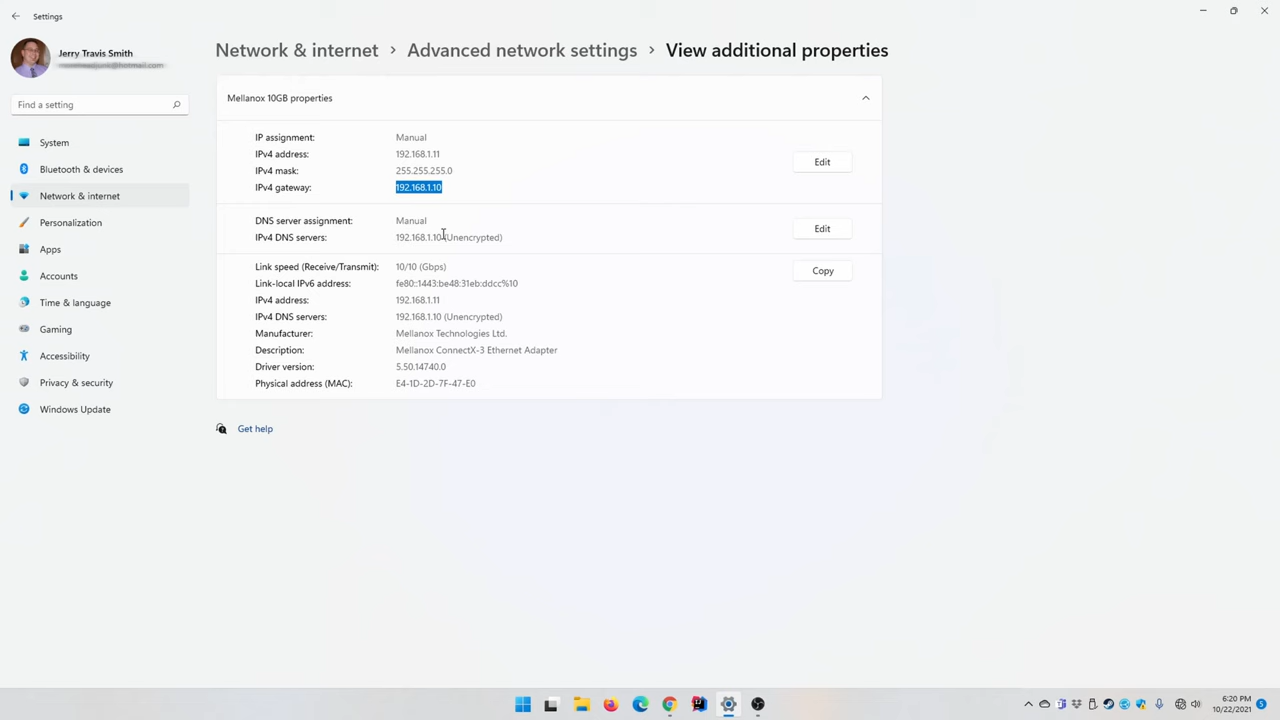 Settings
Jerry Travis Smith
Find a setting
System
Bluetooth & devices
Network & internet
Personalization
Apps
Accounts
Time & language
Gaming
Accessibility
Privacy & security
Windows Update
Network & internet > Advanced network settings > View additional properties
Mellanox 10GB properties
IP assignment: Manual
IPv4 address: 192.168.1.11
IPv4 mask: 255.255.255.0
IPv4 gateway: 192.168.1.10
Edit
DNS server assignment: Manual
IPv4 DNS servers: 192.168.1.10 (Unencrypted)
Edit
Link speed (Receive/Transmit): 10/10 (Gbps)
Link-local IPv6 address: fe80::1443:be48:31eb:ddcc%10
IPv4 address: 192.168.1.11
IPv4 DNS servers: 192.168.1.10 (Unencrypted)
Manufacturer: Mellanox Technologies Ltd.
Description: Mellanox ConnectX-3 Ethernet Adapter
Driver version: 5.50.14740.0
Physical address (MAC): E4-1D-2D-7F-47-E0
Copy
Get help
6:20 PM
10/22/2021